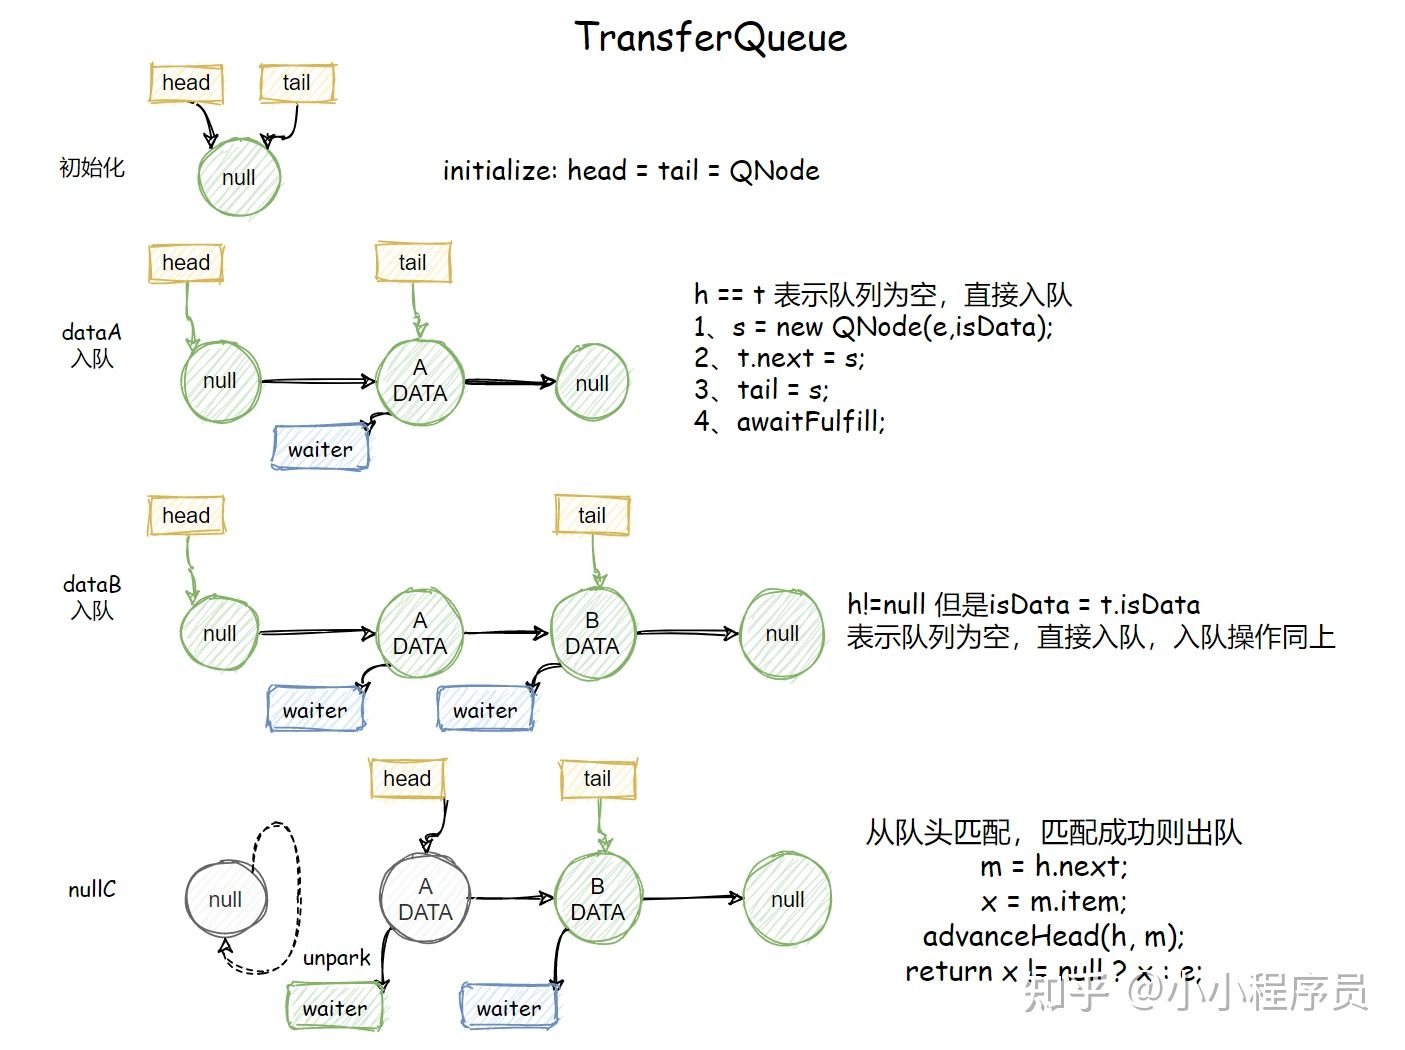 TransferQueue
head
tail
初始化
null
initialize: head = tail = QNode
head
tail
dataA
入队
null
A
DATA
null
waiter
h == t 表示队列为空，直接入队
1、s = new QNode(e,isData);
2、t.next = s;
3、tail = s;
4、awaitFulfill;
head
tail
dataB
入队
null
A
DATA
B
DATA
null
waiter
waiter
h!=null 但是isData = t.isData
表示队列为空，直接入队，入队操作同上
head
tail
nullC
null
A
DATA
B
DATA
null
unpark
waiter
waiter
从队头匹配，匹配成功则出队
m = h.next;
x = m.item;
advanceHead(h, m);
return x != null ? x : e;
知乎 @小小程序员